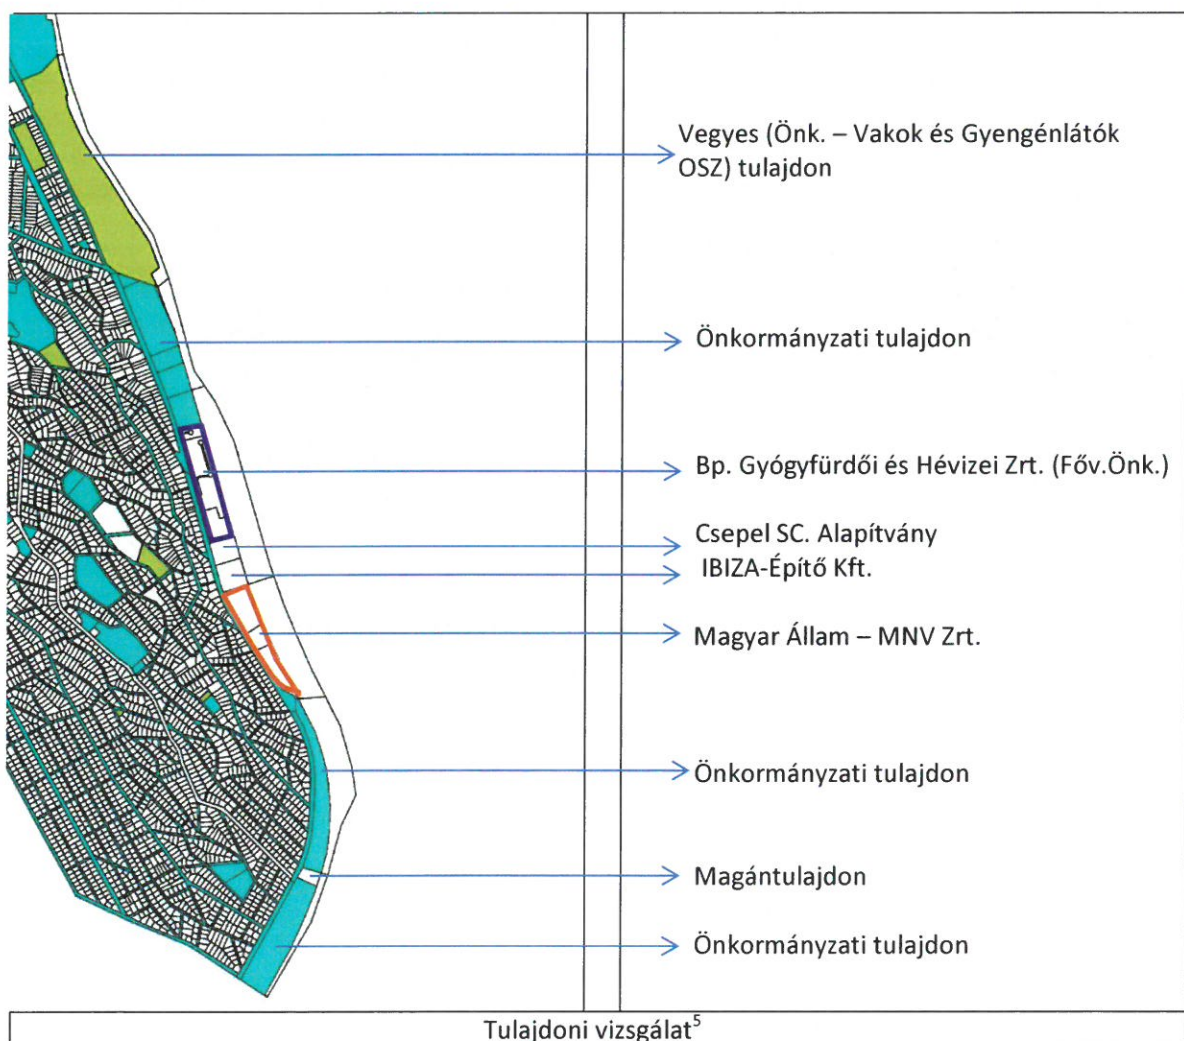 Vegyes (Önk. – Vakok és Gyengénlátók
OSZ) tulajdon
Önkormányzati tulajdon
Bp. Gyógyfürdői és Hévizei Zrt. (Főv.Önk.)
Csepel SC. Alapítvány
IBIZA-Építő Kft.
Magyar Állam – MNV Zrt.
Önkormányzati tulajdon
Magántulajdon
Önkormányzati tulajdon
Tulajdoni vizsgálat⁵